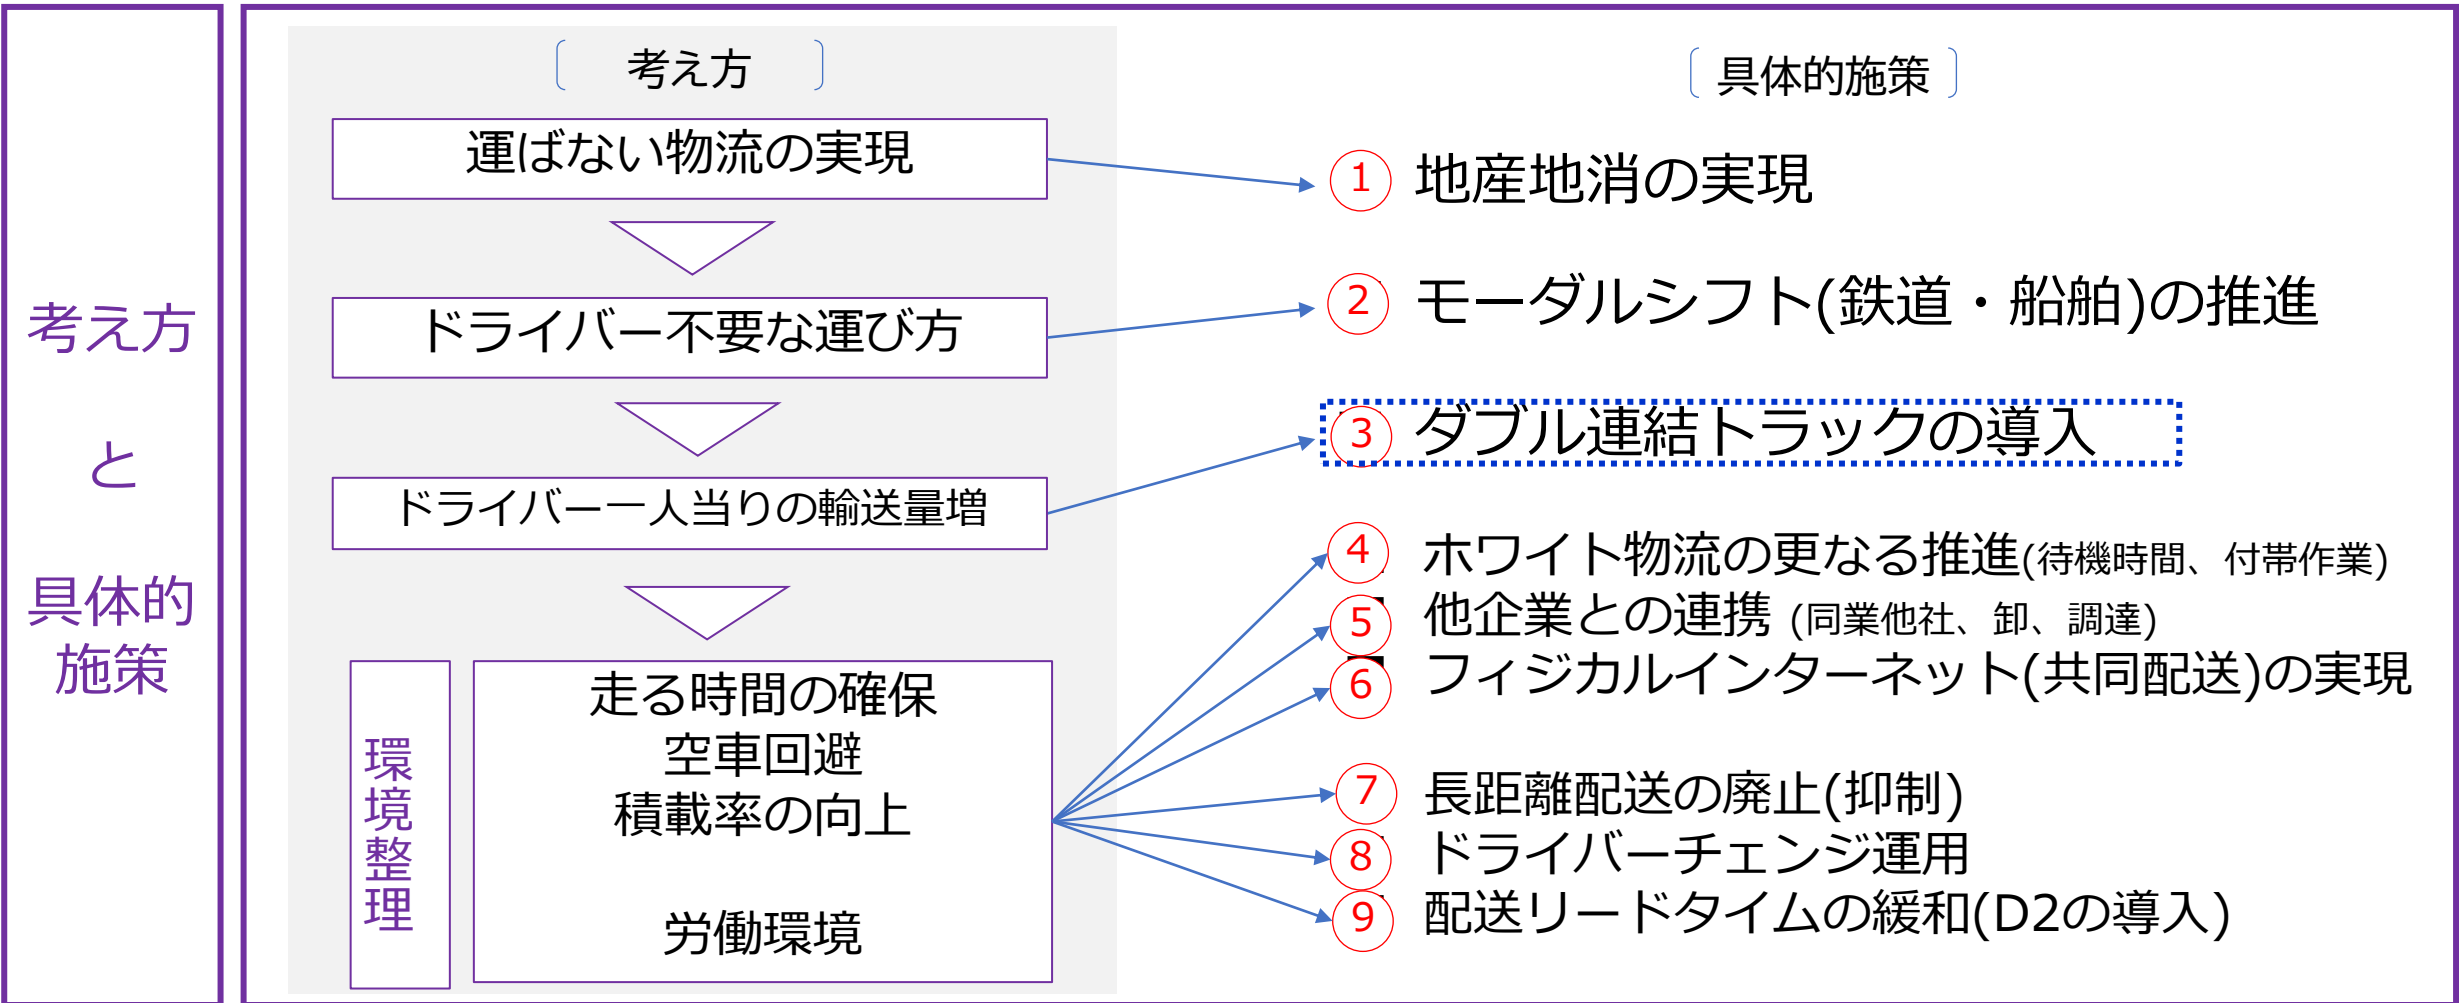 考え方
と
具体的
施策
考え方
運ばない物流の実現
ドライバー不要な運び方
ドライバー一人当りの輸送量増
環境整理
走る時間の確保
空車回避
積載率の向上
労働環境
具体的施策
1 地産地消の実現
2 モーダルシフト(鉄道・船舶)の推進
3 ダブル連結トラックの導入
4 ホワイト物流の更なる推進(待機時間、付帯作業)
5 他企業との連携 (同業他社、卸、調達)
6 フィジカルインターネット(共同配送)の実現
7 長距離配送の廃止(抑制)
8 ドライバーチェンジ運用
9 配送リードタイムの緩和(D2の導入)